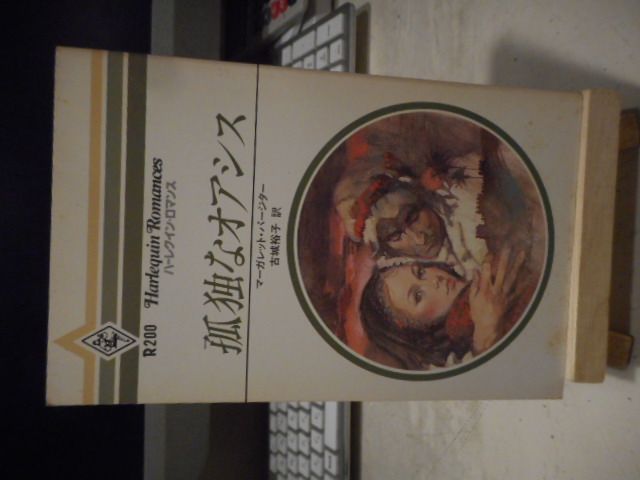 R200
Harlequin Romances
ハーレクイン・ロマンス
孤独なオアシス
マーガレット・パージター
古城裕子 訳